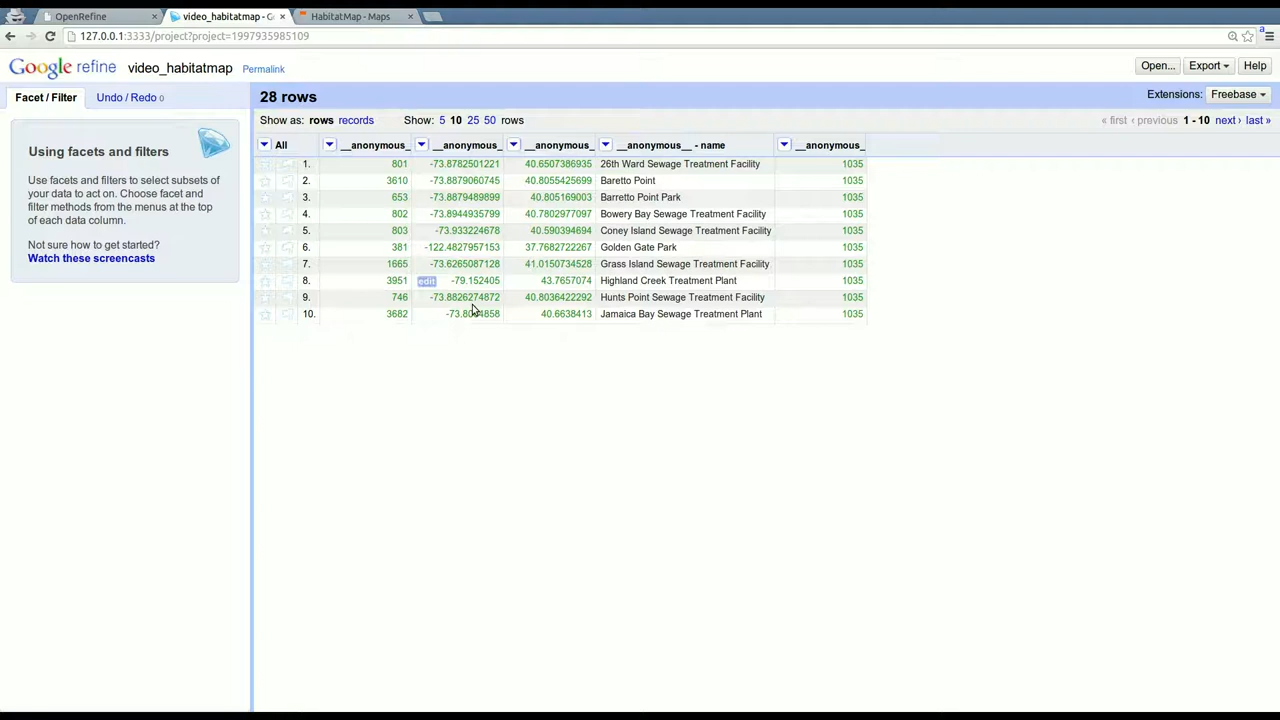 OpenRefine
video_habitatmap - G
HabitatMap - Maps
127.0.0.1:3333/project?project=1997935985109
Google refine video_habitatmap Permalink
Open... Export Help
Facet / Filter Undo / Redo 0
28 rows
Extensions: Freebase
Show as: rows records Show: 5 10 25 50 rows
« first ‹ previous 1 - 10 next › last »
Using facets and filters
Use facets and filters to select subsets of your data to act on. Choose facet and filter methods from the menus at the top of each data column.
Not sure how to get started?
Watch these screencasts
All __anonymous_ __anonymous_ __anonymous_ __anonymous__ - name __anonymous_
1. 801 -73.8782501221 40.6507386935 26th Ward Sewage Treatment Facility 1035
2. 3610 -73.8879060745 40.8055425699 Baretto Point 1035
3. 653 -73.8879489899 40.805169003 Barretto Point Park 1035
4. 802 -73.8944935799 40.7802977097 Bowery Bay Sewage Treatment Facility 1035
5. 803 -73.933224678 40.590394694 Coney Island Sewage Treatment Facility 1035
6. 381 -122.4827957153 37.7682722267 Golden Gate Park 1035
7. 1665 -73.6265087128 41.0150734528 Grass Island Sewage Treatment Facility 1035
8. 3951 edit -79.152405 43.7657074 Highland Creek Treatment Plant 1035
9. 746 -73.8826274872 40.8036422292 Hunts Point Sewage Treatment Facility 1035
10. 3682 40.6638413 Jamaica Bay Sewage Treatment Plant 1035